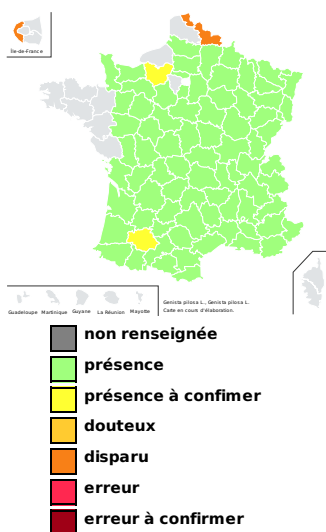 Île-de-France
Guadeloupe Martinique Guyane La Réunion Mayotte
Genista pilosa L., Genista pilosa L.
Carte en cours d'élaboration.
non renseignée
présence
présence à confimer
douteux
disparu
erreur
erreur à confirmer